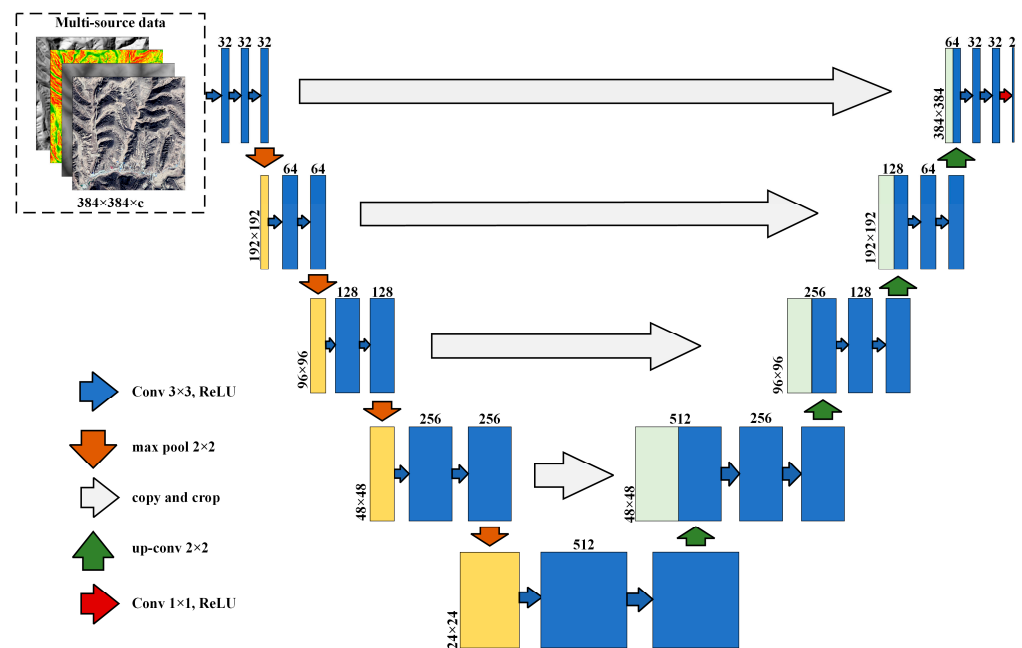 Multi-source data
384×384×c
32 32 32
64 32 32 2
384×384
192×192
64 64
128 64
192×192
96×96
128 128
256 128
96×96
48×48
256 256
512 256
48×48
24×24
512
Conv 3×3, ReLU
max pool 2×2
copy and crop
up-conv 2×2
Conv 1×1, ReLU